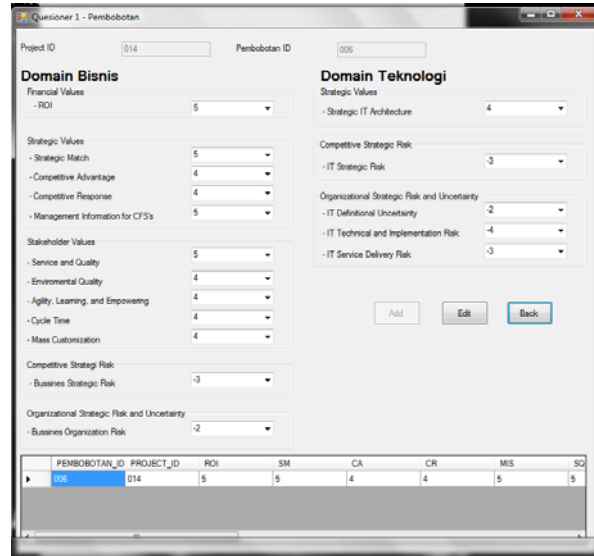 Quesioner 1 - Pembobotan
Project ID 014 Pembobotan ID 006
Domain Bisnis
Financial Values
- ROI 5
Strategic Values
- Strategic Match 5
- Competitive Advantage 4
- Competitive Response 4
- Management Information for CFS's 5
Stakeholder Values
- Service and Quality 5
- Enviromental Quality 4
- Agility, Learning, and Empowering 4
- Cycle Time 4
- Mass Customization 4
Competitive Strategi Risk
- Bussines Strategic Risk -3
Organizational Strategic Risk and Uncertainty
- Bussines Organization Risk -2
Domain Teknologi
Strategic Values
- Strategic IT Architecture 4
Competitive Strategic Risk
- IT Strategic Risk -3
Organizational Strategic Risk and Uncertainty
- IT Definitional Uncertainty -2
- IT Technical and Implementation Risk -4
- IT Service Delivery Risk -3
Add Edit Back
PEMBOBOTAN_ID PROJECT_ID ROI SM CA CR MIS SQ
006 014 5 5 4 4 5 5